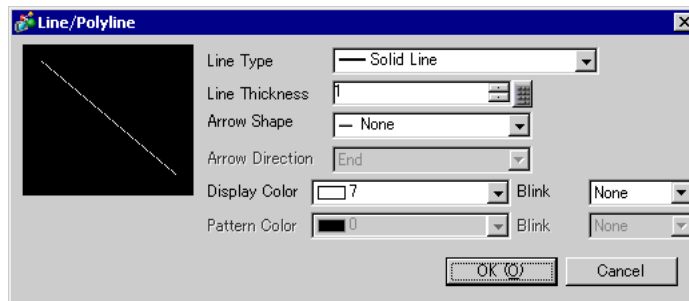 Line/Polyline
Line Type — Solid Line
Line Thickness 1
Arrow Shape — None
Arrow Direction End
Display Color 7 Blink None
Pattern Color 0 Blink None
OK (O) Cancel